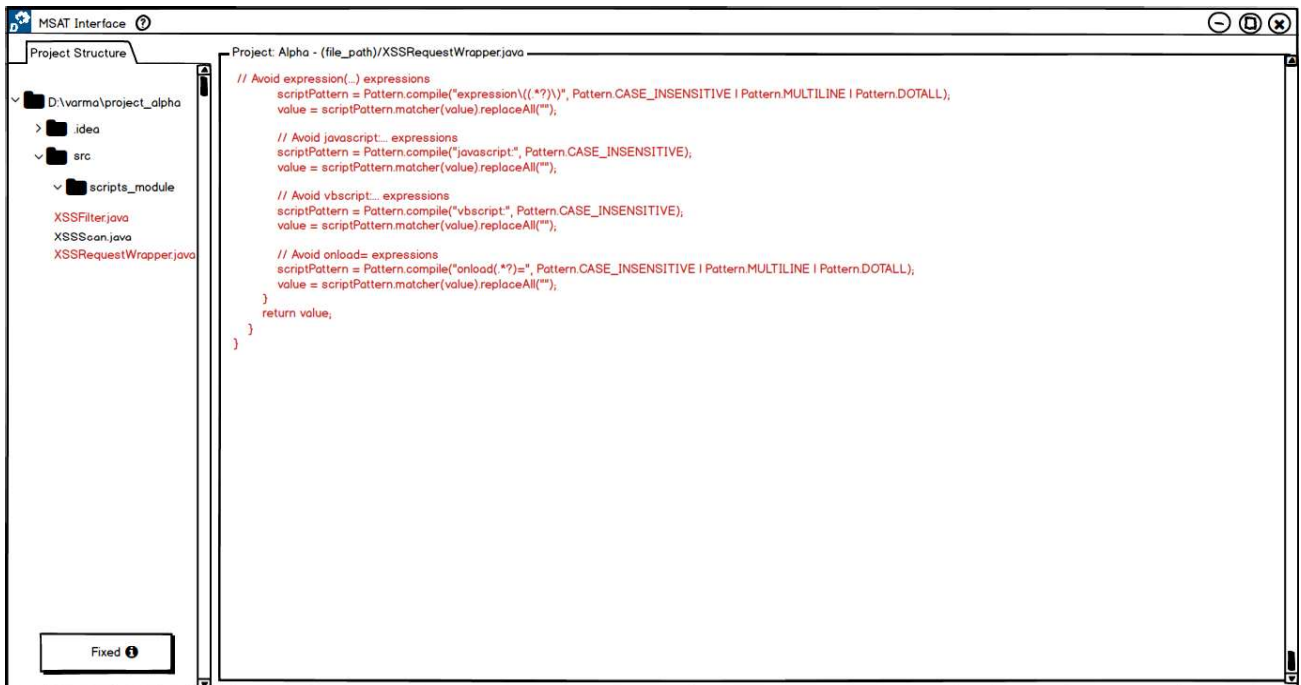 MSAT Interface ?
Project Structure
D:\varma\project_alpha
.idea
src
scripts_module
XSSFilter.java
XSSScan.java
XSSRequestWrapper.java
Fixed i
Project: Alpha - (file_path)/XSSRequestWrapper.java
// Avoid expression(...) expressions
scriptPattern = Pattern.compile("expression\((.*?)\)", Pattern.CASE_INSENSITIVE | Pattern.MULTILINE | Pattern.DOTALL);
value = scriptPattern.matcher(value).replaceAll("");
// Avoid javascript:... expressions
scriptPattern = Pattern.compile("javascript:", Pattern.CASE_INSENSITIVE);
value = scriptPattern.matcher(value).replaceAll("");
// Avoid vbscript:... expressions
scriptPattern = Pattern.compile("vbscript:", Pattern.CASE_INSENSITIVE);
value = scriptPattern.matcher(value).replaceAll("");
// Avoid onload= expressions
scriptPattern = Pattern.compile("onload(.*?)=", Pattern.CASE_INSENSITIVE | Pattern.MULTILINE | Pattern.DOTALL);
value = scriptPattern.matcher(value).replaceAll("");
}
return value;
}
}